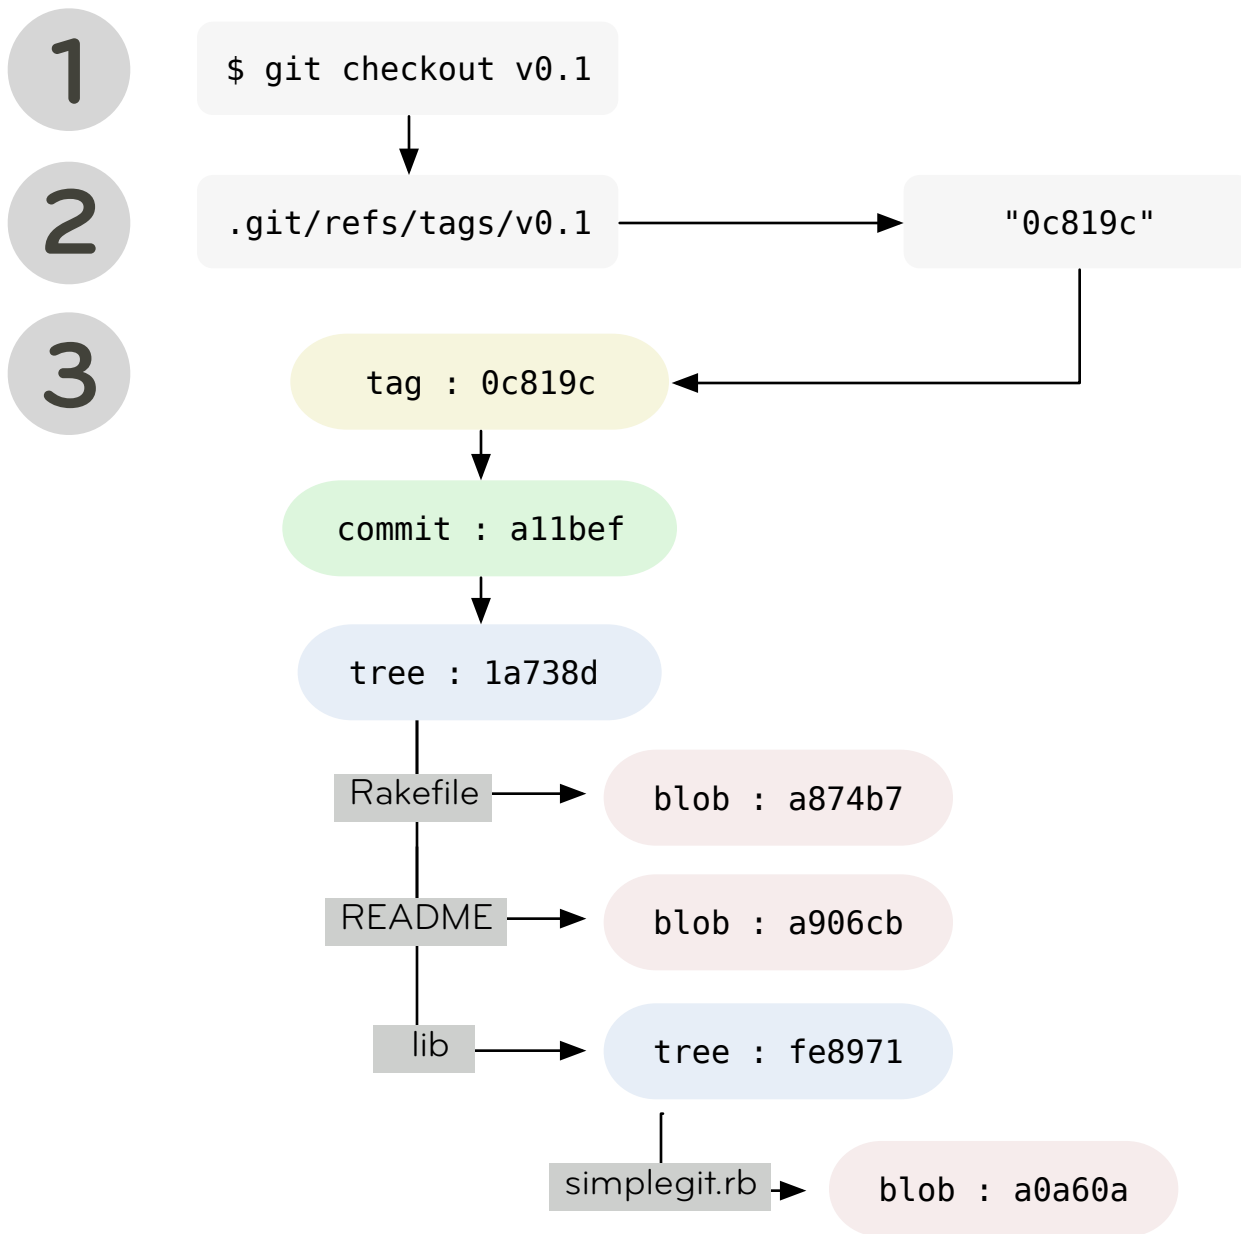 1
$ git checkout v0.1
2
.git/refs/tags/v0.1
"0c819c"
3
tag : 0c819c
commit : a11bef
tree : 1a738d
Rakefile
blob : a874b7
README
blob : a906cb
lib
tree : fe8971
simplegit.rb
blob : a0a60a